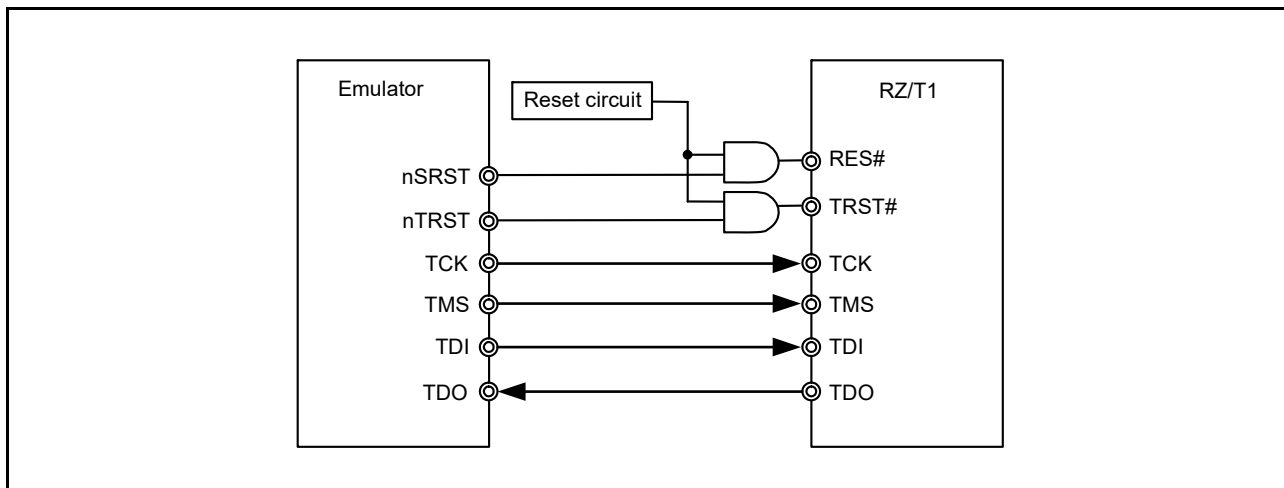 Emulator
Reset circuit
RZ/T1
nSRST
RES#
nTRST
TRST#
TCK
TCK
TMS
TMS
TDI
TDI
TDO
TDO